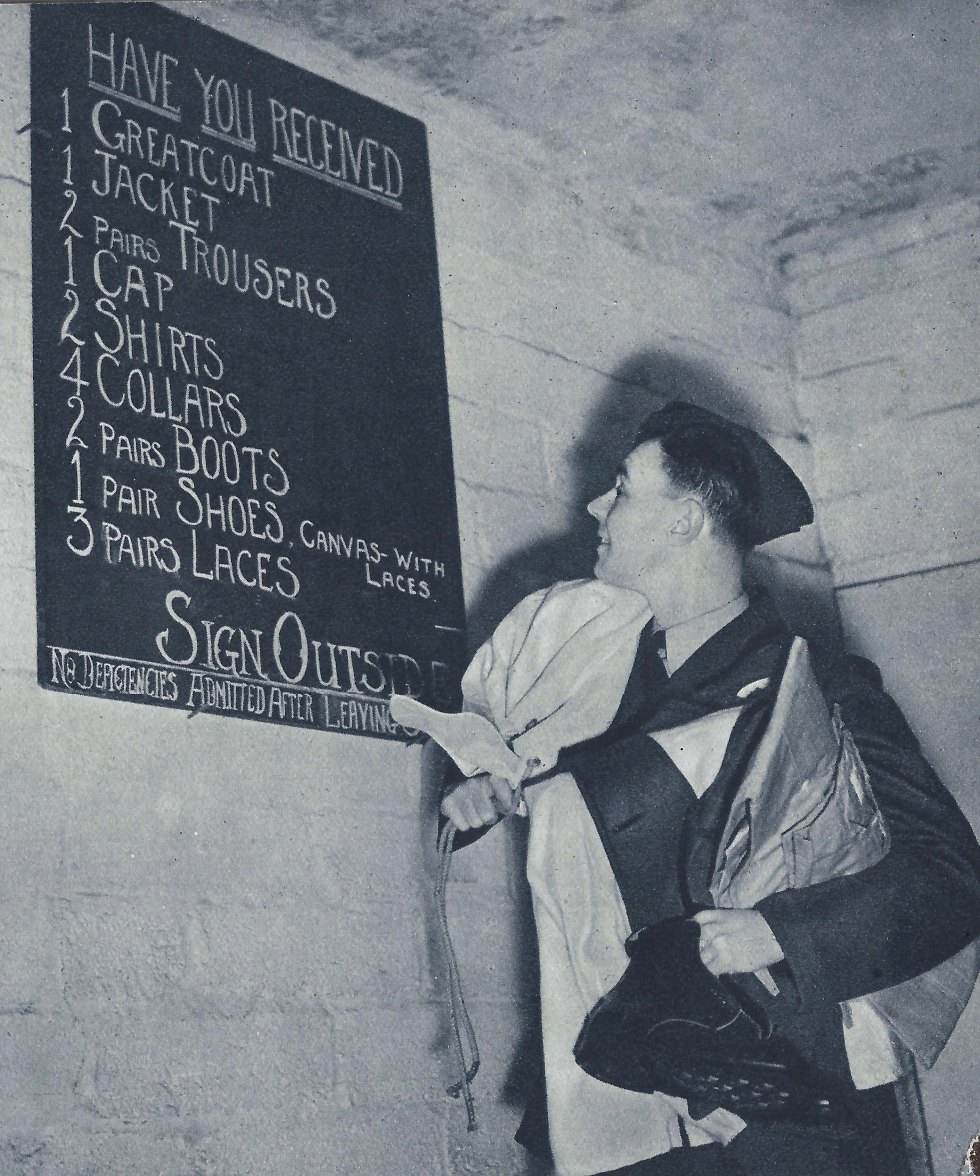 HAVE YOU RECEIVED
1 GREATCOAT
1 JACKET
2 PAIRS TROUSERS
1 CAP
2 SHIRTS
4 COLLARS
2 PAIRS BOOTS
1 PAIR SHOES, CANVAS-WITH LACES.
3 PAIRS LACES
SIGN OUTSIDE
NO DEFICIENCIES ADMITTED AFTER LEAVING